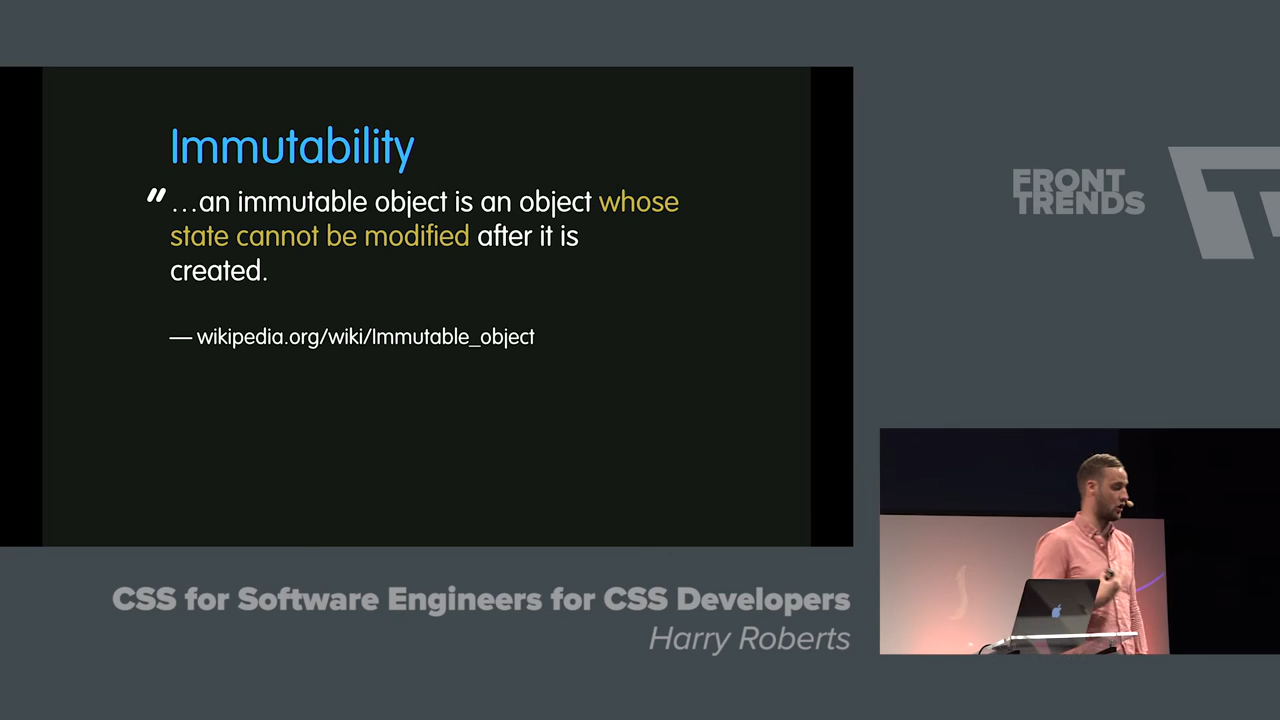 Immutability
" …an immutable object is an object whose
state cannot be modified after it is
created.
— wikipedia.org/wiki/Immutable_object
FRONT
TRENDS
CSS for Software Engineers for CSS Developers
Harry Roberts